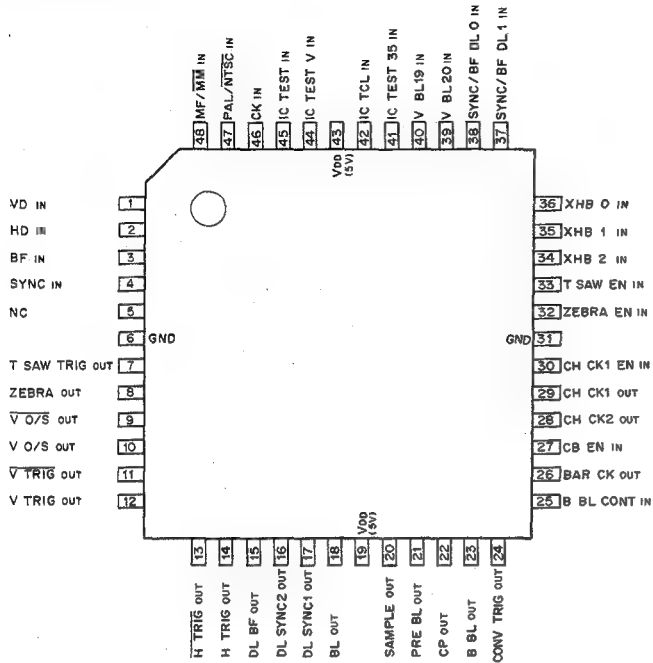 MF/M̅M̅ IN
PAL/N̅T̅S̅C̅ IN
CK IN
IC TEST IN
IC TEST V IN
IC TCL IN
IC TEST 35 IN
V BL19 IN
V BL20 IN
SYNC/BF DL 0 IN
SYNC/BF DL 1 IN
48 47 46 45 44 43 42 41 40 39 38 37
VDD
(5V)
VD IN 1
HD IN 2
BF IN 3
SYNC IN 4
NC 5
6 GND
T SAW TRIG OUT 7
ZEBRA OUT 8
V̅ O̅/̅S̅ OUT 9
V O/S OUT 10
V̅ T̅R̅I̅G̅ OUT 11
V TRIG OUT 12
36 XHB 0 IN
35 XHB 1 IN
34 XHB 2 IN
33 T SAW EN IN
32 ZEBRA EN IN
GND 31
30 CH CK1 EN IN
29 CH CK1 OUT
28 CH CK2 OUT
27 CB EN IN
26 BAR CK OUT
25 B BL CONT IN
VDD
(5V)
13 14 15 16 17 18 19 20 21 22 23 24
H̅ T̅R̅I̅G̅ OUT
H TRIG OUT
DL BF OUT
DL SYNC2 OUT
DL SYNC1 OUT
BL OUT
SAMPLE OUT
PRE BL OUT
CP OUT
B BL OUT
CONV TRIG OUT